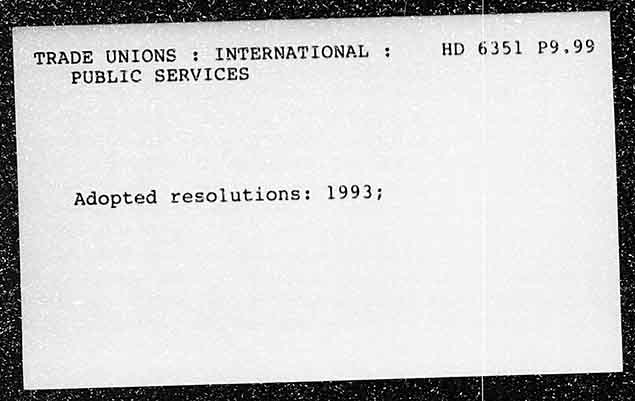 TRADE UNIONS : INTERNATIONAL : HD 6351 P9.99
PUBLIC SERVICES
Adopted resolutions: 1993;